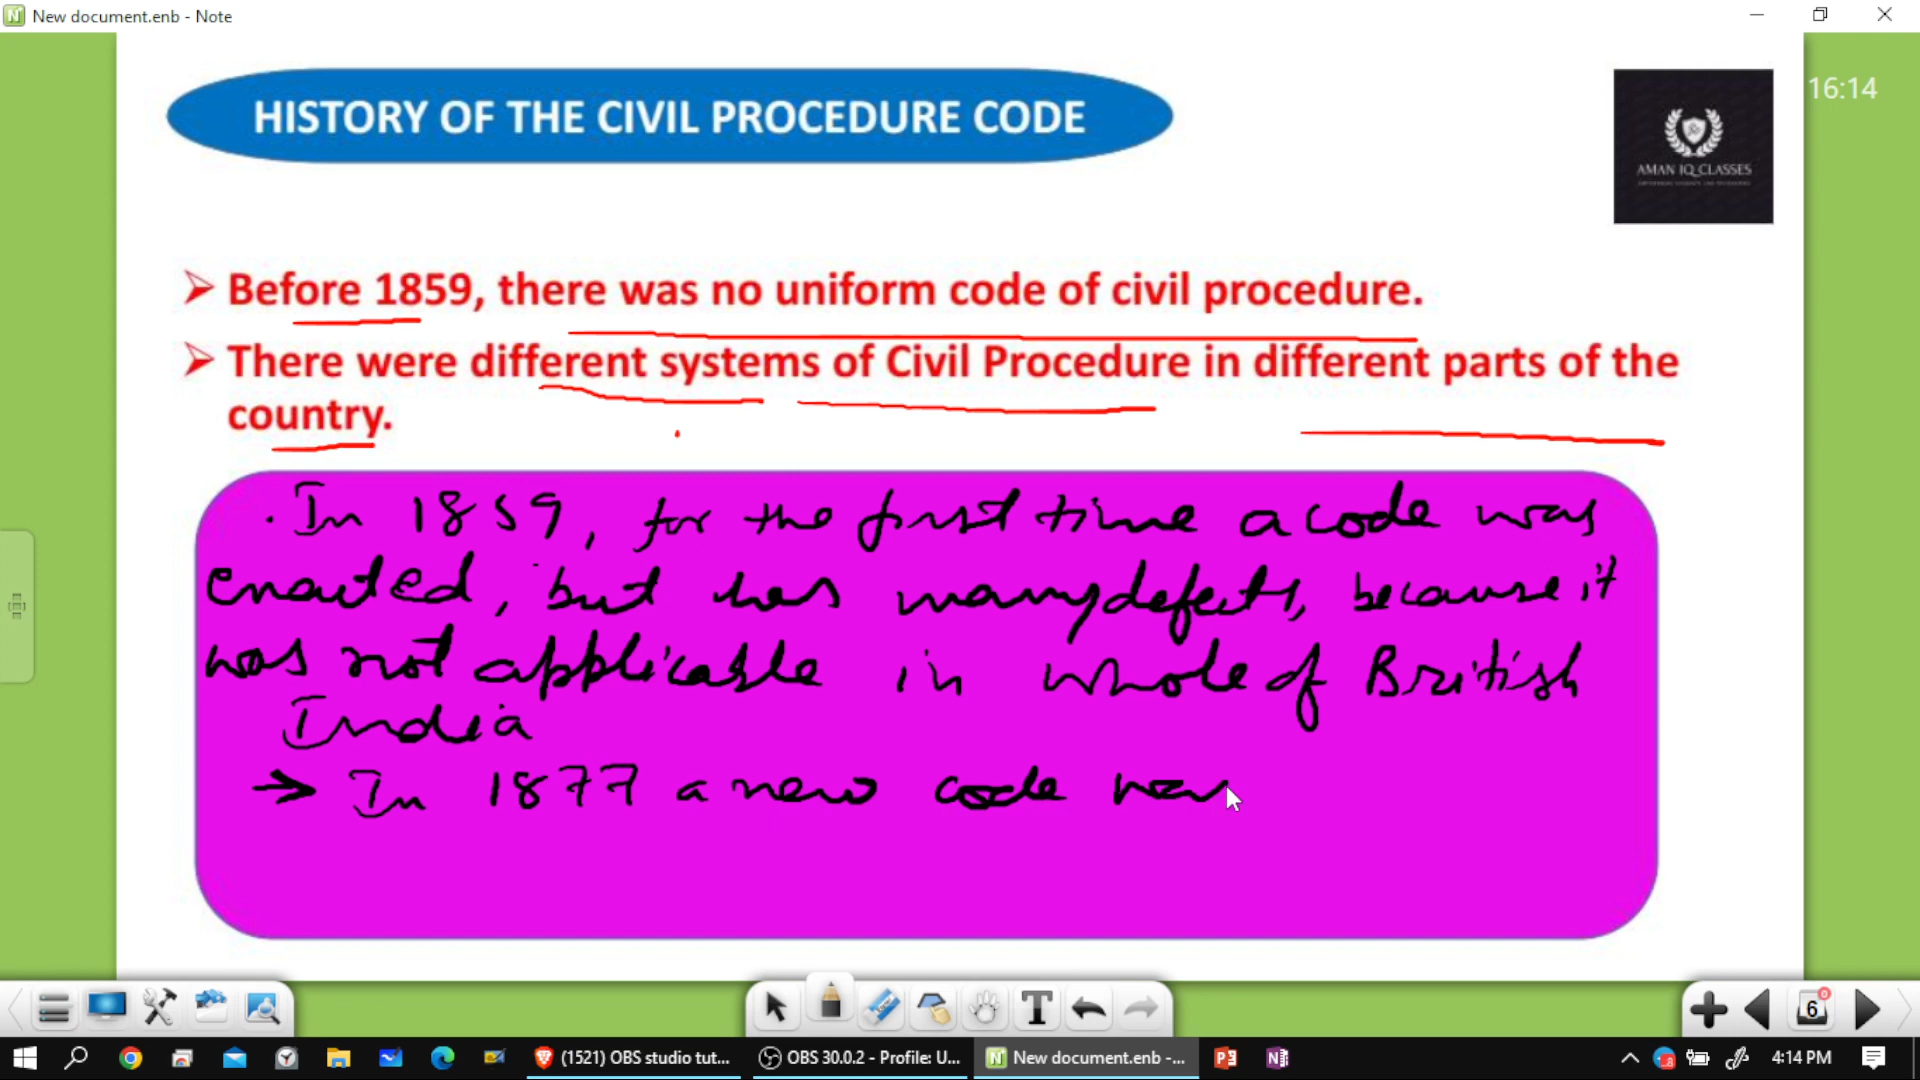 New document.enb - Note
HISTORY OF THE CIVIL PROCEDURE CODE
16:14
AMAN IQ CLASSES
Before 1859, there was no uniform code of civil procedure.
There were different systems of Civil Procedure in different parts of the
country.
. In 1859, for the first time a code was
enacted, but has many defects, because it
was not applicable in whole of British
India
→ In 1877 a new code was
T
6
0
(1521) OBS studio tut...
OBS 30.0.2 - Profile: U...
New document.enb -...
4:14 PM